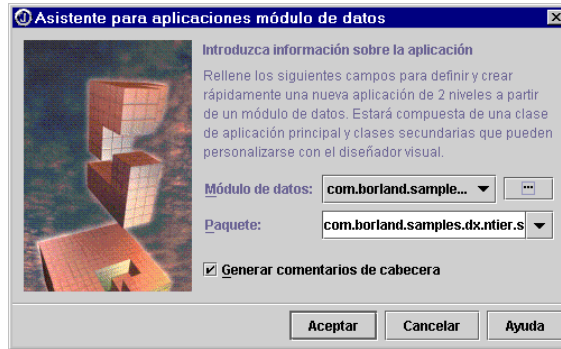 Asistente para aplicaciones módulo de datos
Introduzca información sobre la aplicación
Rellene los siguientes campos para definir y crear
rápidamente una nueva aplicación de 2 niveles a partir
de un módulo de datos. Estará compuesta de una clase
de aplicación principal y clases secundarias que pueden
personalizarse con el diseñador visual.
Módulo de datos: com.borland.sample... ...
Paquete: com.borland.samples.dx.ntier.s
Generar comentarios de cabecera
Aceptar Cancelar Ayuda